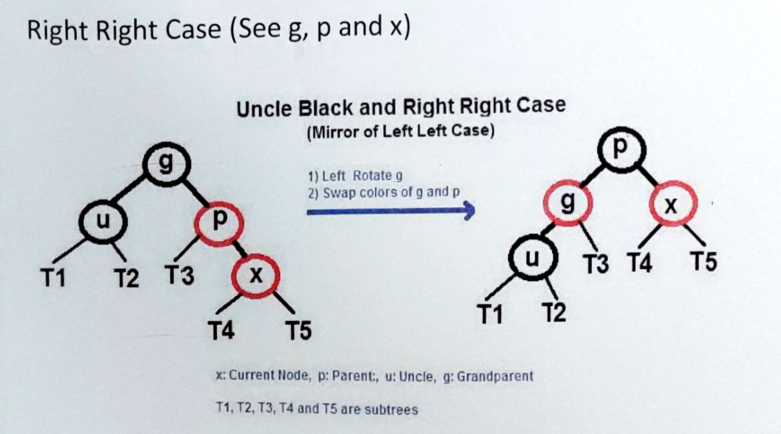 Right Right Case (See g, p and x)
Uncle Black and Right Right Case
(Mirror of Left Left Case)
1) Left Rotate g
2) Swap colors of g and p
g
u
p
T1
T2
T3
x
T4
T5
p
g
x
u
T3
T4
T5
T1
T2
x: Current Node, p: Parent:, u: Uncle, g: Grandparent
T1, T2, T3, T4 and T5 are subtrees